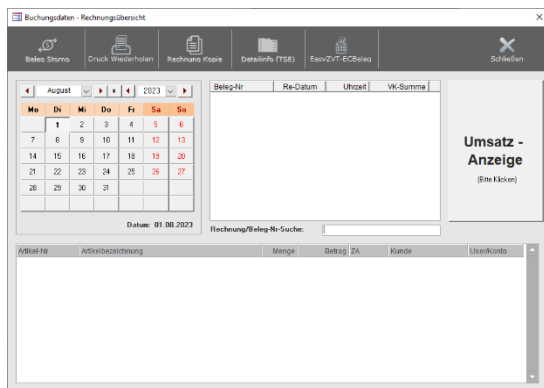 Buchungsdaten - Rechnungsübersicht
Beleg Storno
Druck Wiederholen
Rechnung Kopie
Detailinfo (TSE)
EasyZVT-ECBeleg
Schließen
August 2023
Mo Di Mi Do Fr Sa So
1 2 3 4 5 6
7 8 9 10 11 12 13
14 15 16 17 18 19 20
21 22 23 24 25 26 27
28 29 30 31
Datum: 01.08.2023
Beleg-Nr Re-Datum Uhrzeit VK-Summe
Rechnung/Beleg-Nr-Suche:
Umsatz -
Anzeige
(Bitte Klicken)
Artikel-Nr Artikelbezeichnung Menge Betrag ZA Kunde User/Konto